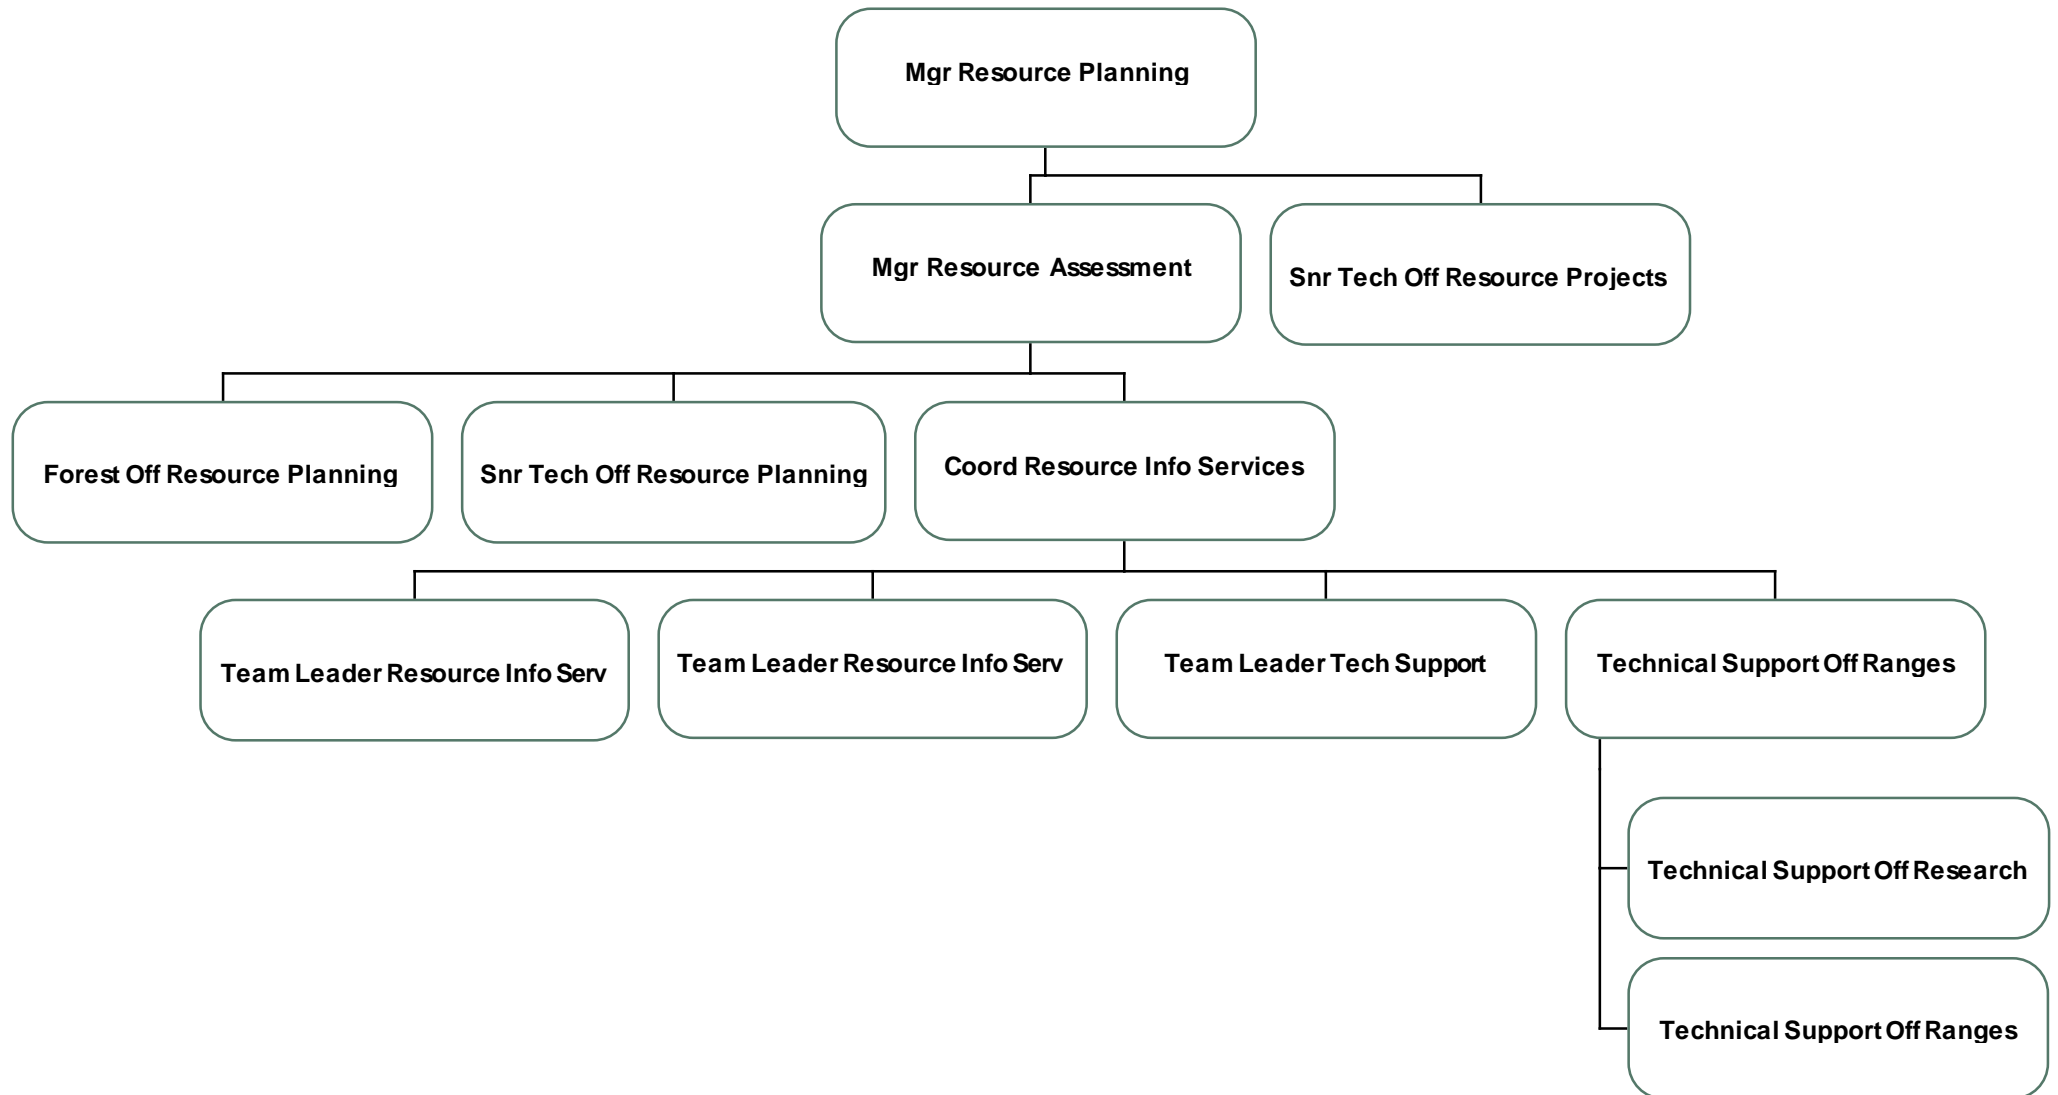 Mgr Resource Planning
Mgr Resource Assessment
Snr Tech Off Resource Projects
Forest Off Resource Planning
Snr Tech Off Resource Planning
Coord Resource Info Services
Team Leader Resource Info Serv
Team Leader Resource Info Serv
Team Leader Tech Support
Technical Support Off Ranges
Technical Support Off Research
Technical Support Off Ranges